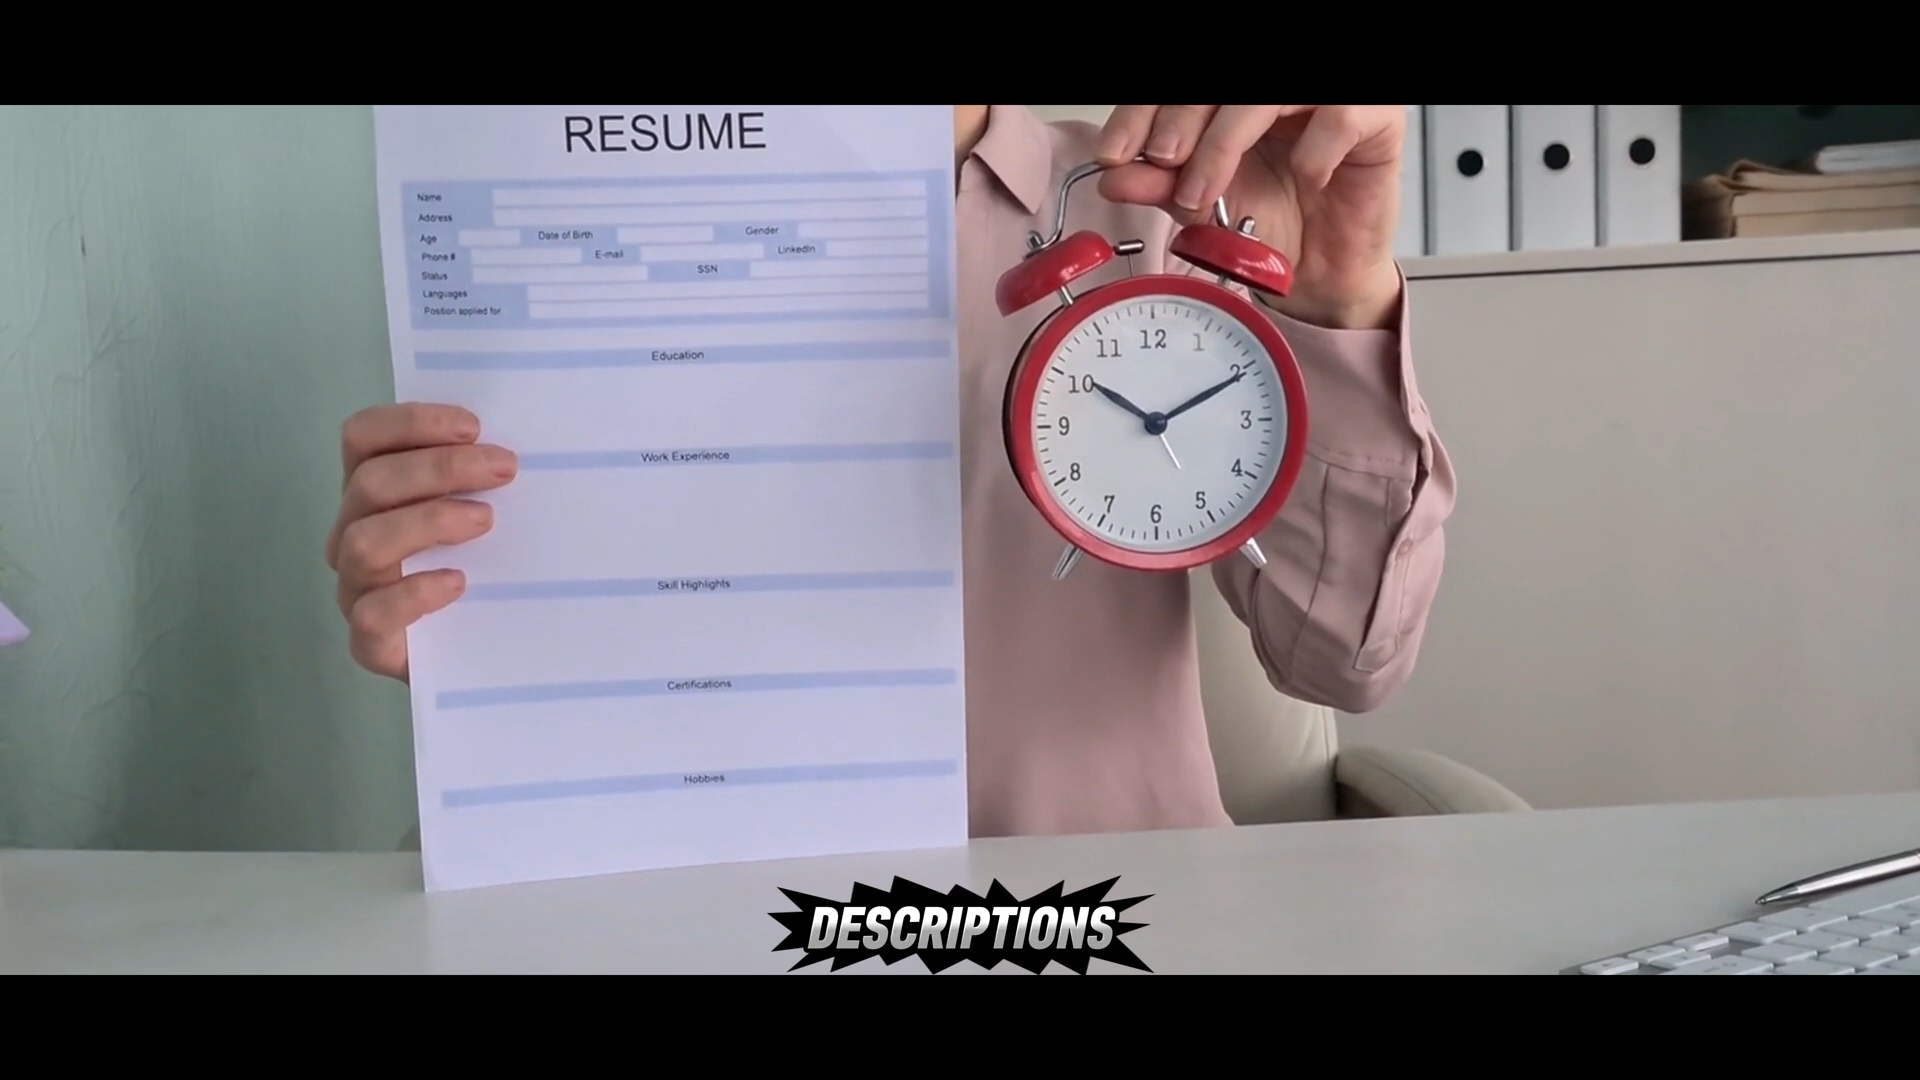 RESUME
Name
Address
Age Date of Birth Gender
Phone # E-mail LinkedIn
Status SSN
Languages
Position applied for
Education
Work Experience
Skill Highlights
Certifications
Hobbies
12
11 1
10 2
9 3
8 4
7 5
6
DESCRIPTIONS